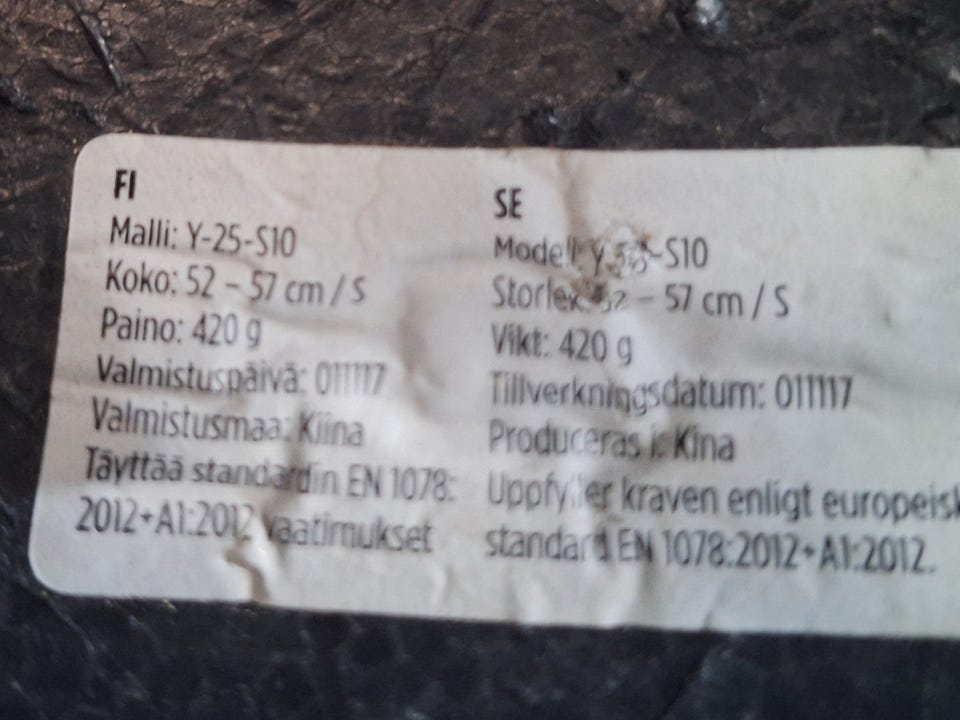 FI
Malli: Y-25-S10
Koko: 52 – 57 cm / S
Paino: 420 g
Valmistuspäivä: 011117
Valmistusmaa: Kiina
Täyttää standardin EN 1078:
2012+A1:2012 vaatimukset
SE
Modell Y -S10
Storlek 52 – 57 cm / S
Vikt: 420 g
Tillverkningsdatum: 011117
Produceras i: Kina
Uppfyller kraven enligt europeisk
standard EN 1078:2012+A1:2012.